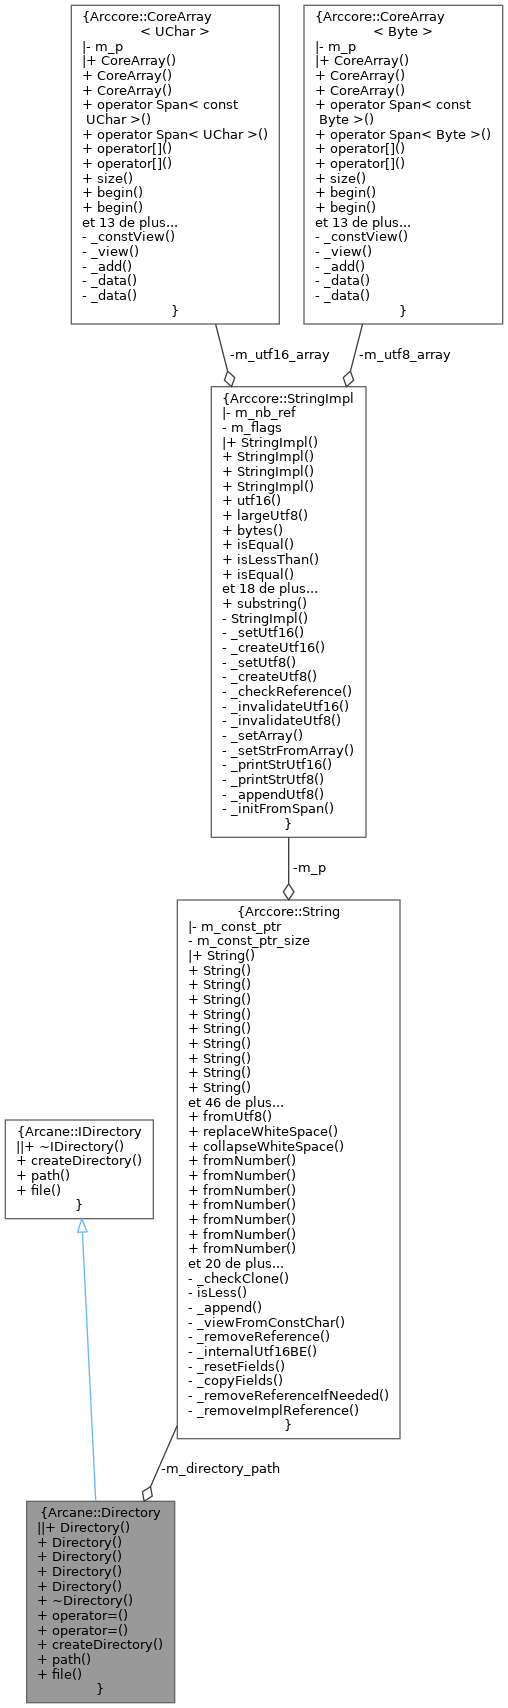 {Arccore::CoreArray
< UChar >
|- m_p
|+ CoreArray()
+ CoreArray()
+ CoreArray()
+ operator Span< const
UChar >()
+ operator Span< UChar >()
+ operator[]()
+ operator[]()
+ size()
+ begin()
+ begin()
et 13 de plus...
- _constView()
- _view()
- _add()
- _data()
- _data()
}
{Arccore::CoreArray
< Byte >
|- m_p
|+ CoreArray()
+ CoreArray()
+ CoreArray()
+ operator Span< const
Byte >()
+ operator Span< Byte >()
+ operator[]()
+ operator[]()
+ size()
+ begin()
+ begin()
et 13 de plus...
- _constView()
- _view()
- _add()
- _data()
- _data()
}
-m_utf16_array
-m_utf8_array
{Arccore::StringImpl
|- m_nb_ref
- m_flags
|+ StringImpl()
+ StringImpl()
+ StringImpl()
+ StringImpl()
+ utf16()
+ largeUtf8()
+ bytes()
+ isEqual()
+ isLessThan()
+ isEqual()
et 18 de plus...
+ substring()
- StringImpl()
- _setUtf16()
- _createUtf16()
- _setUtf8()
- _createUtf8()
- _checkReference()
- _invalidateUtf16()
- _invalidateUtf8()
- _setArray()
- _setStrFromArray()
- _printStrUtf16()
- _printStrUtf8()
- _appendUtf8()
- _initFromSpan()
}
-m_p
{Arccore::String
|- m_const_ptr
- m_const_ptr_size
|+ String()
+ String()
+ String()
+ String()
+ String()
+ String()
+ String()
+ String()
+ String()
+ String()
et 46 de plus...
+ fromUtf8()
+ replaceWhiteSpace()
+ collapseWhiteSpace()
+ fromNumber()
+ fromNumber()
+ fromNumber()
+ fromNumber()
+ fromNumber()
+ fromNumber()
+ fromNumber()
et 20 de plus...
- _checkClone()
- isLess()
- _append()
- _viewFromConstChar()
- _removeReference()
- _internalUtf16BE()
- _resetFields()
- _copyFields()
- _removeReferenceIfNeeded()
- _removeImplReference()
}
{Arcane::IDirectory
||+ ~IDirectory()
+ createDirectory()
+ path()
+ file()
}
-m_directory_path
{Arcane::Directory
||+ Directory()
+ Directory()
+ Directory()
+ Directory()
+ Directory()
+ ~Directory()
+ operator=()
+ operator=()
+ createDirectory()
+ path()
+ file()
}